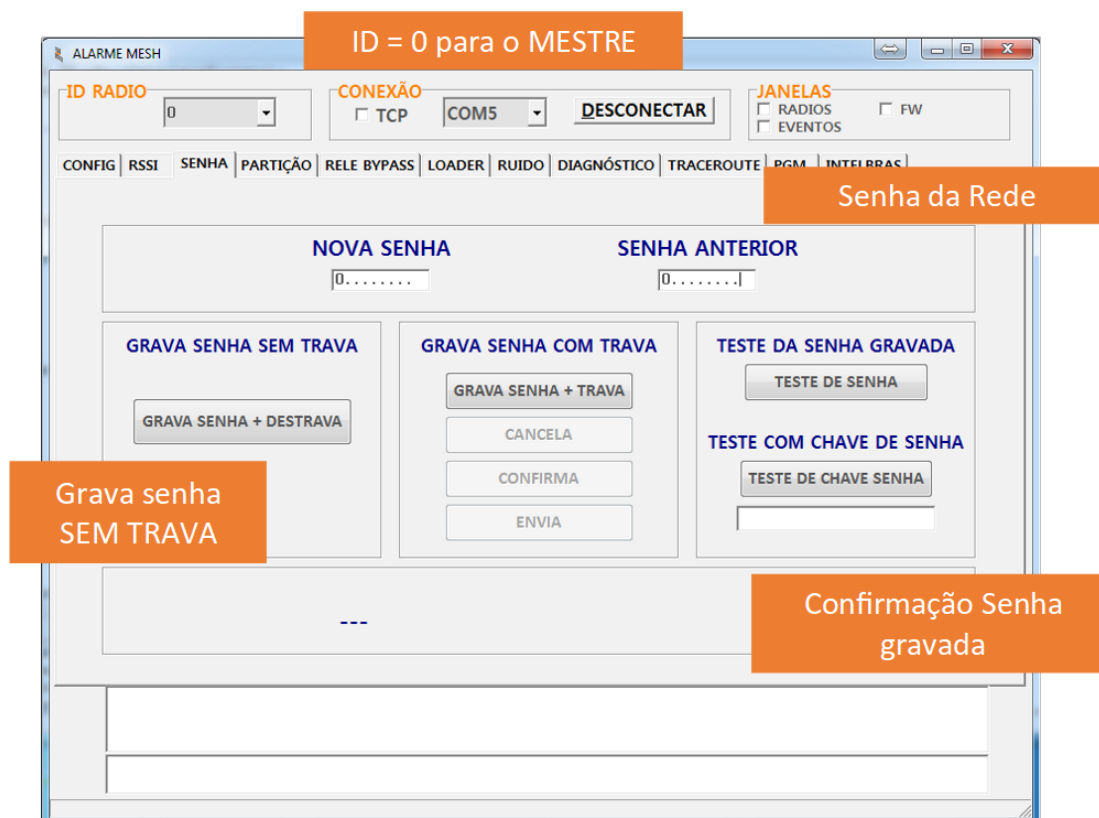 ID = 0 para o MESTRE
ALARME MESH
ID RADIO
0
CONEXÃO
TCP
COM5
DESCONECTAR
JANELAS
RADIOS
FW
EVENTOS
CONFIG RSSI SENHA PARTIÇÃO RELE BYPASS LOADER RUIDO DIAGNÓSTICO TRACEROUTE PGM INTELBRAS
Senha da Rede
NOVA SENHA
0........
SENHA ANTERIOR
0........
GRAVA SENHA SEM TRAVA
GRAVA SENHA + DESTRAVA
Grava senha
SEM TRAVA
GRAVA SENHA COM TRAVA
GRAVA SENHA + TRAVA
CANCELA
CONFIRMA
ENVIA
TESTE DA SENHA GRAVADA
TESTE DE SENHA
TESTE COM CHAVE DE SENHA
TESTE DE CHAVE SENHA
---
Confirmação Senha
gravada